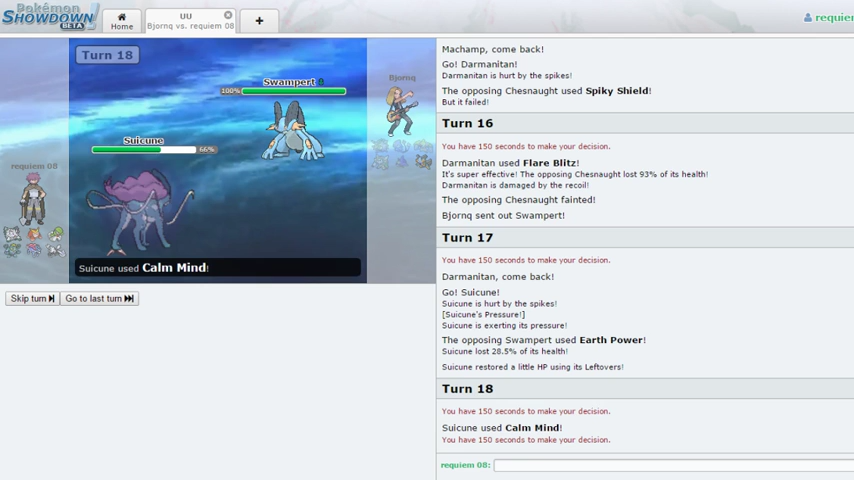 Pokémon
SHOWDOWN!
BETA
Home
UU
Bjornq vs. requiem 08
+
requiem
Turn 18
Swampert
100%
Bjornq
Suicune
66%
requiem 08
Suicune used Calm Mind!
Skip turn
Go to last turn
Machamp, come back!
Go! Darmanitan!
Darmanitan is hurt by the spikes!
The opposing Chesnaught used Spiky Shield!
But it failed!
Turn 16
You have 150 seconds to make your decision.
Darmanitan used Flare Blitz!
It's super effective! The opposing Chesnaught lost 93% of its health!
Darmanitan is damaged by the recoil!
The opposing Chesnaught fainted!
Bjornq sent out Swampert!
Turn 17
You have 150 seconds to make your decision.
Darmanitan, come back!
Go! Suicune!
Suicune is hurt by the spikes!
[Suicune's Pressure!]
Suicune is exerting its pressure!
The opposing Swampert used Earth Power!
Suicune lost 28.5% of its health!
Suicune restored a little HP using its Leftovers!
Turn 18
You have 150 seconds to make your decision.
Suicune used Calm Mind!
You have 150 seconds to make your decision.
requiem 08: